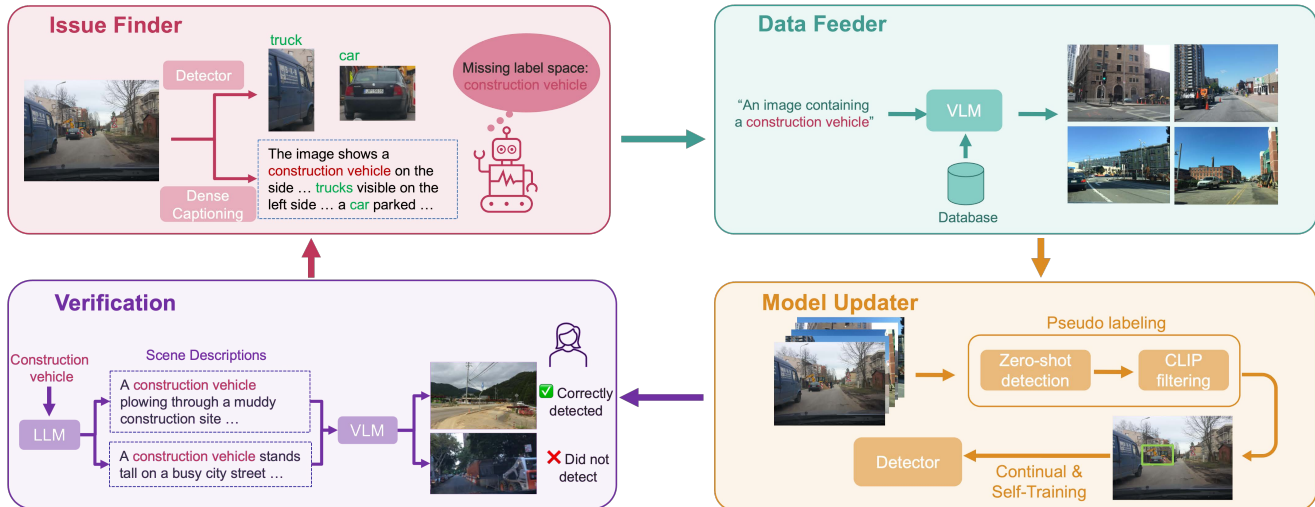 Issue Finder
truck
car
Detector
Missing label space:
construction vehicle
The image shows a
construction vehicle on the
side … trucks visible on the
left side … a car parked …
Dense
Captioning
Data Feeder
“An image containing
a construction vehicle”
VLM
Database
Verification
Construction
vehicle
Scene Descriptions
A construction vehicle
plowing through a muddy
construction site …
LLM
A construction vehicle stands
tall on a busy city street …
VLM
Correctly
detected
Did not
detect
Model Updater
Pseudo labeling
Zero-shot
detection
CLIP
filtering
Detector
Continual &
Self-Training